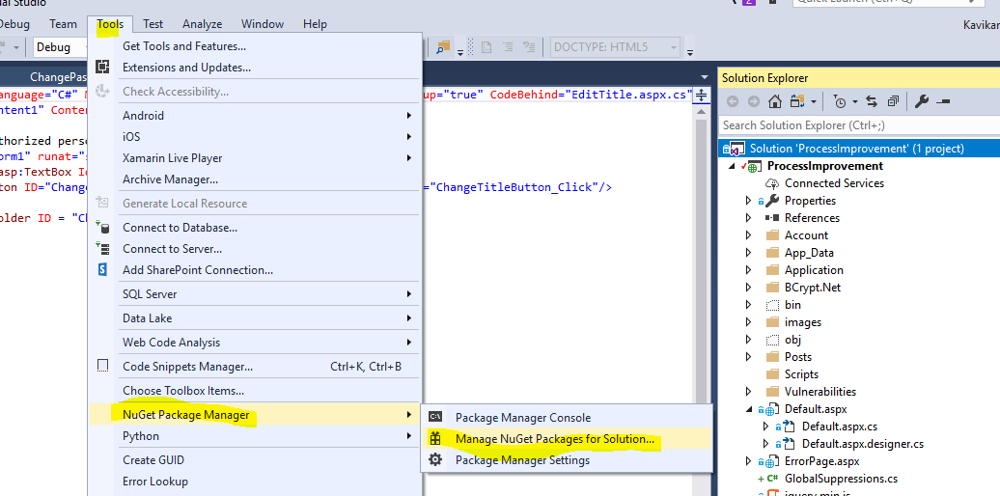 al Studio
Quick Launch (Ctrl+Q)
2
Debug Team Tools Test Analyze Window Help
Kavikar
Debug
DOCTYPE: HTML5
ChangePas
anguage="C#" M
up="true" CodeBehind="EditTitle.aspx.cs"
ntent1" Conten
thorized perso
orm1" runat="s
asp:TextBox Id
ton ID="Chang
="ChangeTitleButton_Click"/>
older ID = "Ch
Get Tools and Features...
Extensions and Updates...
Check Accessibility...
Android
iOS
Xamarin Live Player
Archive Manager...
Generate Local Resource
Connect to Database...
Connect to Server...
Add SharePoint Connection...
SQL Server
Data Lake
Web Code Analysis
Code Snippets Manager... Ctrl+K, Ctrl+B
Choose Toolbox Items...
NuGet Package Manager
Python
Create GUID
Error Lookup
Package Manager Console
Manage NuGet Packages for Solution...
Package Manager Settings
Solution Explorer
Search Solution Explorer (Ctrl+;)
Solution 'ProcessImprovement' (1 project)
ProcessImprovement
Connected Services
Properties
References
Account
App_Data
Application
BCrypt.Net
bin
images
obj
Posts
Scripts
Vulnerabilities
Default.aspx
Default.aspx.cs
Default.aspx.designer.cs
ErrorPage.aspx
+ C# GlobalSuppressions.cs
jquery.min.js